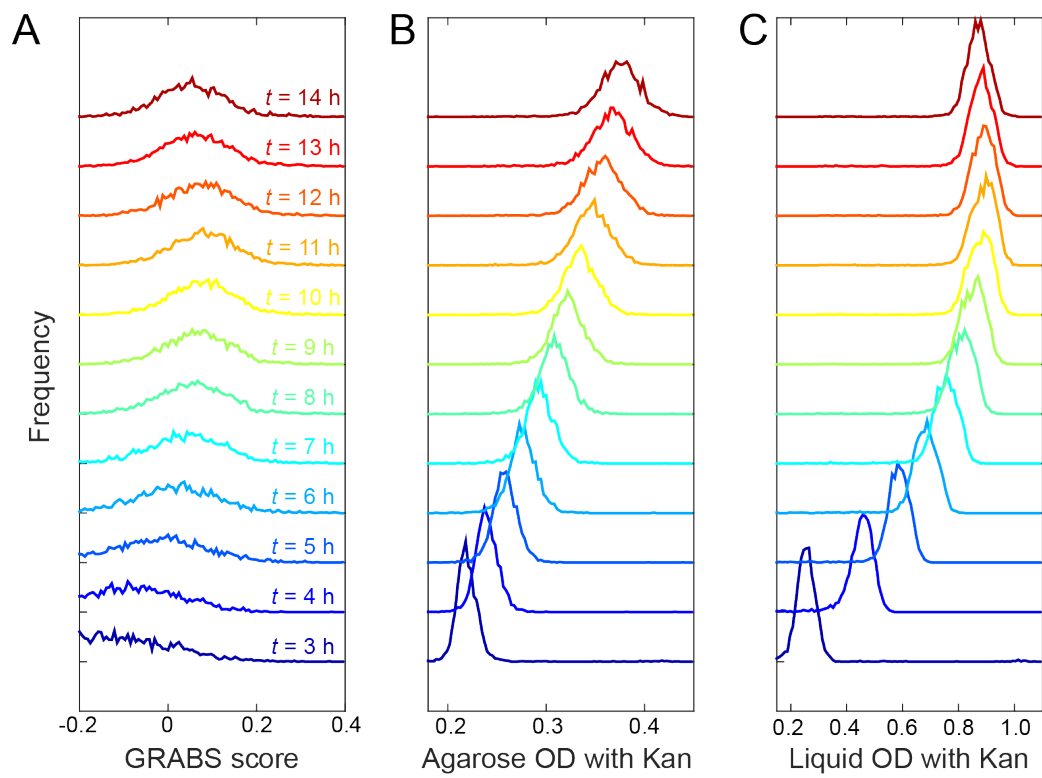 A
B
C
t = 14 h
t = 13 h
t = 12 h
t = 11 h
t = 10 h
t = 9 h
t = 8 h
t = 7 h
t = 6 h
t = 5 h
t = 4 h
t = 3 h
Frequency
-0.2 0 0.2 0.4
0.2 0.3 0.4
0.2 0.4 0.6 0.8 1.0
GRABS score
Agarose OD with Kan
Liquid OD with Kan